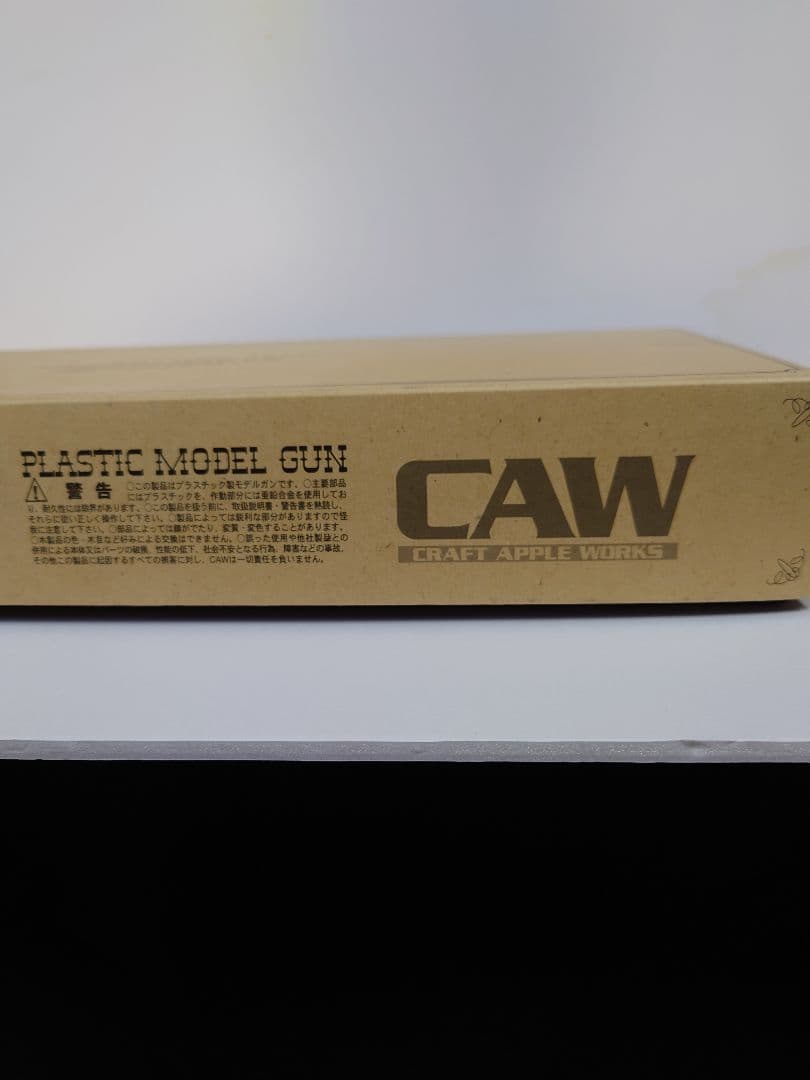 PLASTIC MODEL GUN
警告 ○この製品はプラスチック製モデルガンです。○主要部品
にはプラスチックを、作動部分には亜鉛合金を使用してお
り、耐久性には限界があります。○この製品を扱う前に、取扱説明書・警告書を熟読し、
それらに従い正しく操作して下さい。○製品によっては鋭利な部分がありますので怪
我に注意して下さい。○部品によっては錆がでたり、変質・変色することがあります。
○木製品の色・木目など好みによる交換はできません。○誤った使用や他社製品との
併用による本体又はパーツの破損、性能の低下、社会不安となる行為、障害などの事故、
その他この製品に起因するすべての損害に対し、CAWは一切責任を負いません。
CAW
CRAFT APPLE WORKS